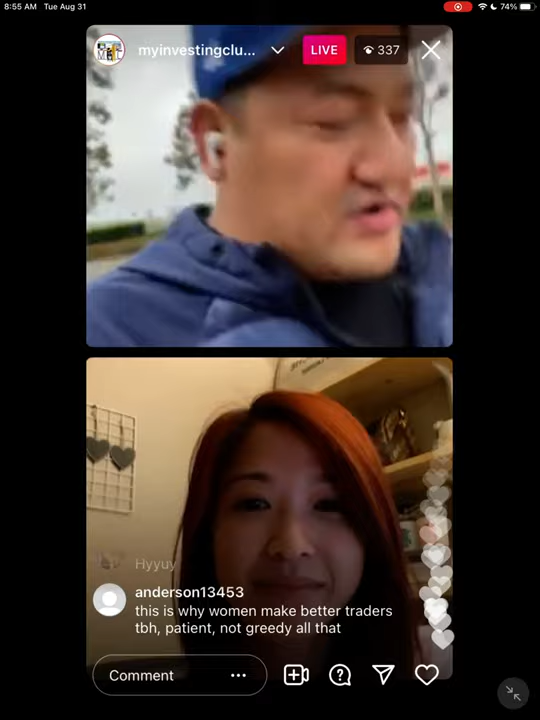 8:55 AM Tue Aug 31
74%
myinvestingclu...
LIVE
337
Hyyuy
anderson13453
this is why women make better traders
tbh, patient, not greedy all that
Comment